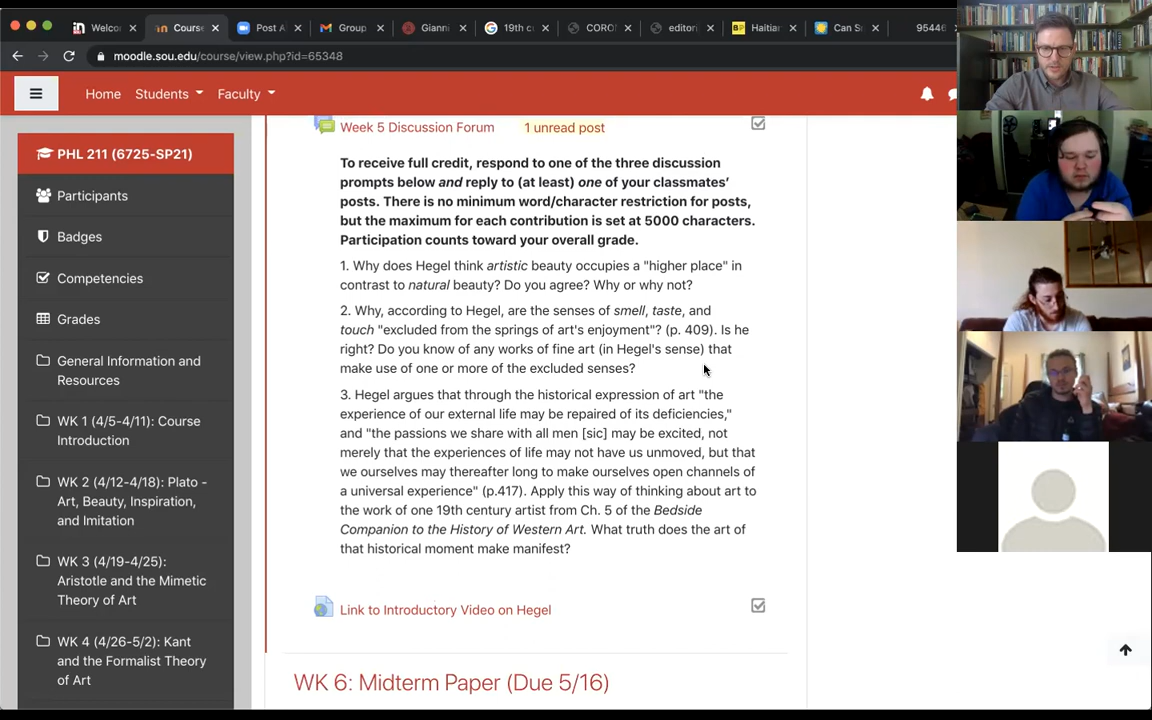 Welco
Cours
Post A
Group
Gianni
19th c
COROI
editori
Haitian
Can S
95446
moodle.sou.edu/course/view.php?id=65348
Home Students Faculty
PHL 211 (6725-SP21)
Participants
Badges
Competencies
Grades
General Information and
Resources
WK 1 (4/5-4/11): Course
Introduction
WK 2 (4/12-4/18): Plato -
Art, Beauty, Inspiration,
and Imitation
WK 3 (4/19-4/25):
Aristotle and the Mimetic
Theory of Art
WK 4 (4/26-5/2): Kant
and the Formalist Theory
of Art
Week 5 Discussion Forum 1 unread post
To receive full credit, respond to one of the three discussion
prompts below and reply to (at least) one of your classmates'
posts. There is no minimum word/character restriction for posts,
but the maximum for each contribution is set at 5000 characters.
Participation counts toward your overall grade.
1. Why does Hegel think artistic beauty occupies a "higher place" in
contrast to natural beauty? Do you agree? Why or why not?
2. Why, according to Hegel, are the senses of smell, taste, and
touch "excluded from the springs of art's enjoyment"? (p. 409). Is he
right? Do you know of any works of fine art (in Hegel's sense) that
make use of one or more of the excluded senses?
3. Hegel argues that through the historical expression of art "the
experience of our external life may be repaired of its deficiencies,"
and "the passions we share with all men [sic] may be excited, not
merely that the experiences of life may not have us unmoved, but that
we ourselves may thereafter long to make ourselves open channels of
a universal experience" (p.417). Apply this way of thinking about art to
the work of one 19th century artist from Ch. 5 of the Bedside
Companion to the History of Western Art. What truth does the art of
that historical moment make manifest?
Link to Introductory Video on Hegel
WK 6: Midterm Paper (Due 5/16)